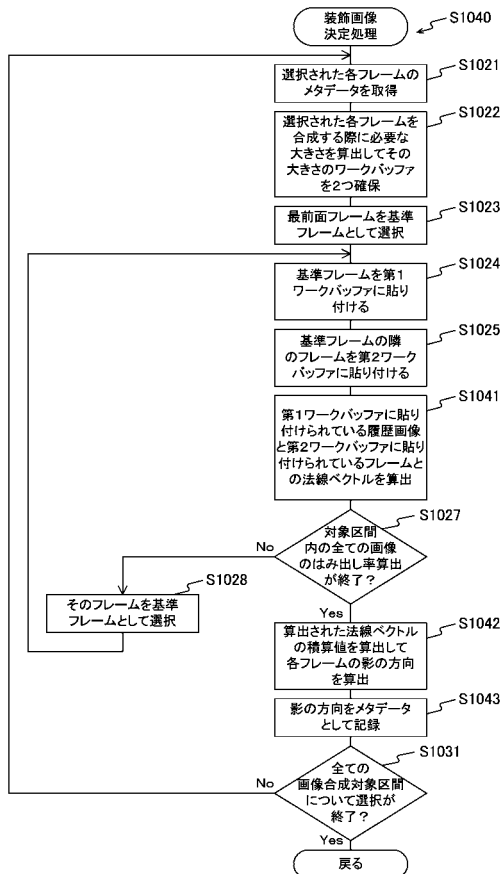 装飾画像
決定処理
S1040
S1021
選択された各フレームの
メタデータを取得
S1022
選択された各フレームを
合成する際に必要な
大きさを算出してその
大きさのワークバッファ
を2つ確保
S1023
最前面フレームを基準
フレームとして選択
S1024
基準フレームを第1
ワークバッファに貼り
付ける
S1025
基準フレームの隣
のフレームを第2ワーク
バッファに貼り付ける
S1041
第1ワークバッファに貼り
付けられている履歴画像
と第2ワークバッファに貼り
付けられているフレームと
の法線ベクトルを算出
S1027
対象区間
内の全ての画像
のはみ出し率算出
が終了？
No
S1028
そのフレームを基準
フレームとして選択
Yes
S1042
算出された法線ベクトル
の積算値を算出して
各フレームの影の方向
を算出
S1043
影の方向をメタデータ
として記録
S1031
全ての
画像合成対象区間
について選択が
終了？
No
Yes
戻る